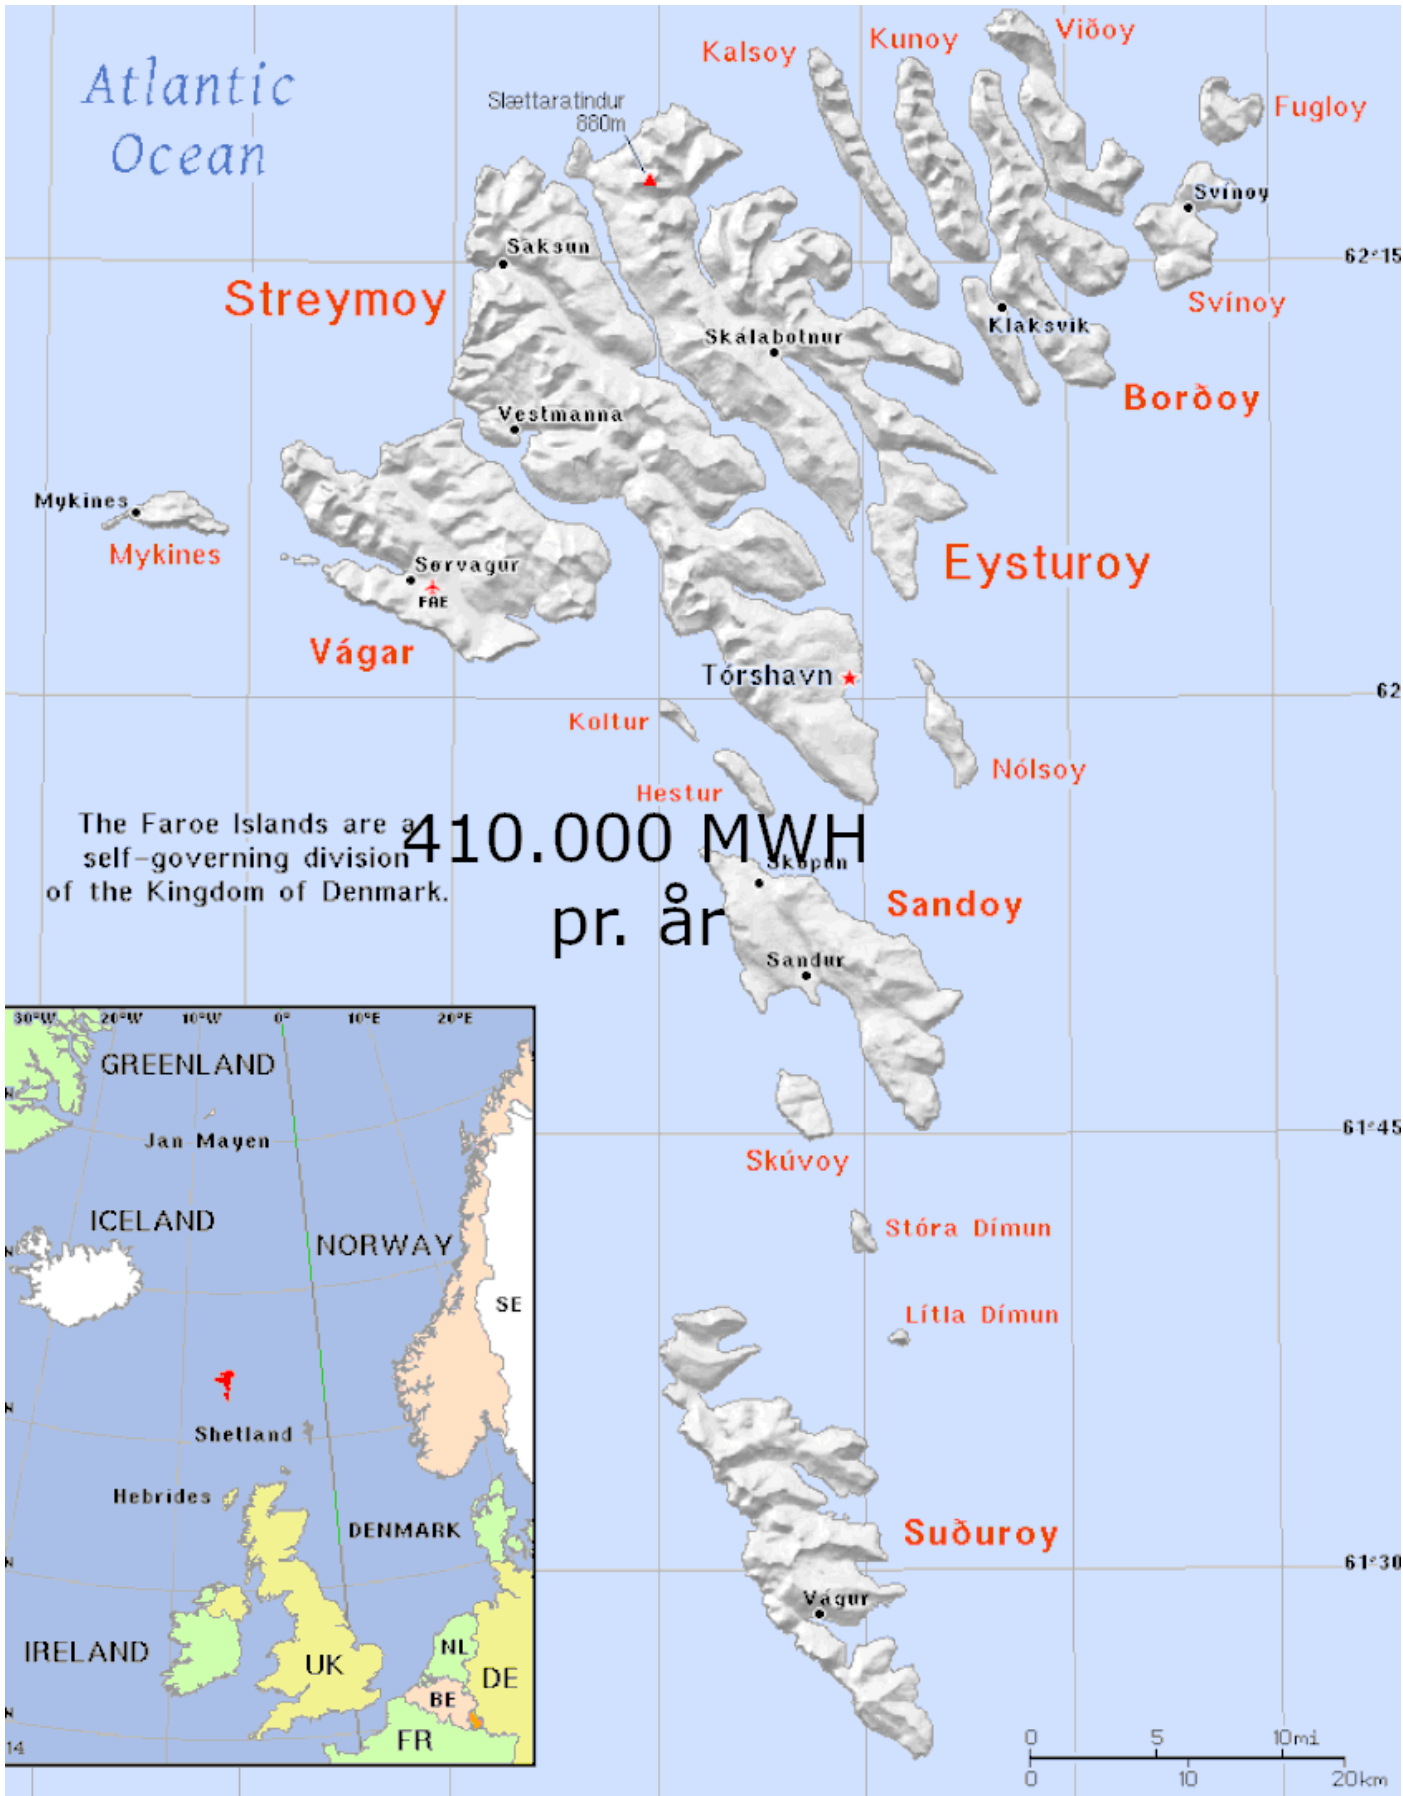 Atlantic
Ocean
Kalsoy
Kunoy
Viðoy
Fugloy
Slættaratindur
880m
Svínoy
Svínoy
Saksun
62°15
Streymoy
Klaksvík
Skálabotnur
Borðoy
Vestmanna
Mykines
Mykines
Eysturoy
Sørvagur
FAE
Vágar
Tórshavn
62
Koltur
Nólsoy
Hestur
The Faroe Islands are a
self-governing division
of the Kingdom of Denmark.
410.000 MWH
pr. år
Skopun
Sandoy
Sandur
30°W
20°W
10°W
0°
10°E
20°E
GREENLAND
Jan Mayen
61°45
Skúvoy
ICELAND
NORWAY
Stóra Dímun
SE
Lítla Dímun
Shetland
Hebrides
DENMARK
Suðuroy
61°30
Vágur
IRELAND
UK
NL
DE
BE
FR
14
0 5 10mi
0 10 20km